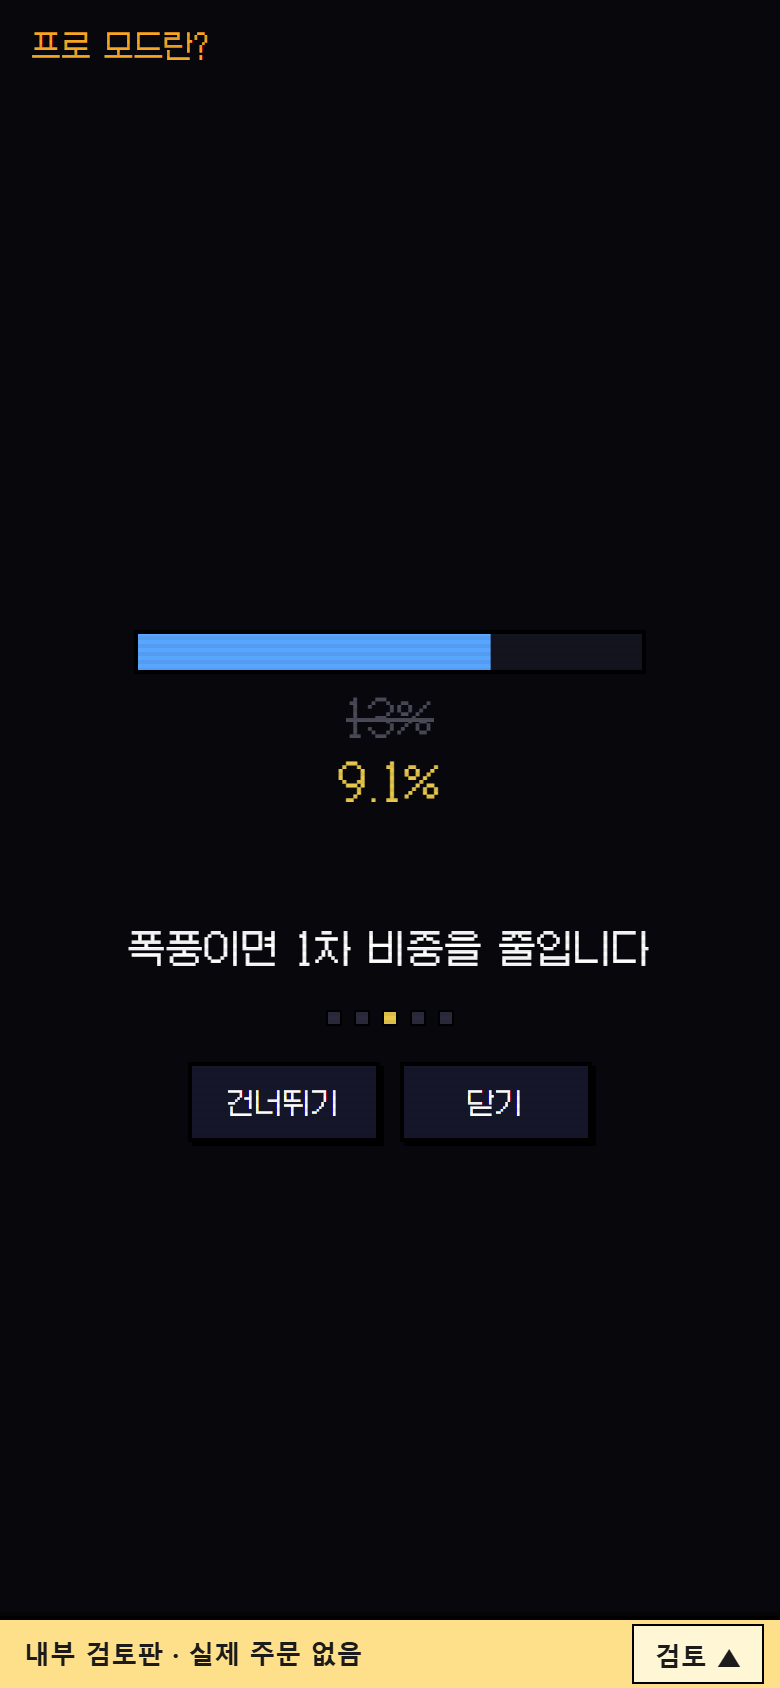 프로 모드란?
13%
9.1%
폭풍이면 1차 비중을 줄입니다
건너뛰기 닫기
내부 검토판 · 실제 주문 없음 검토 ▲